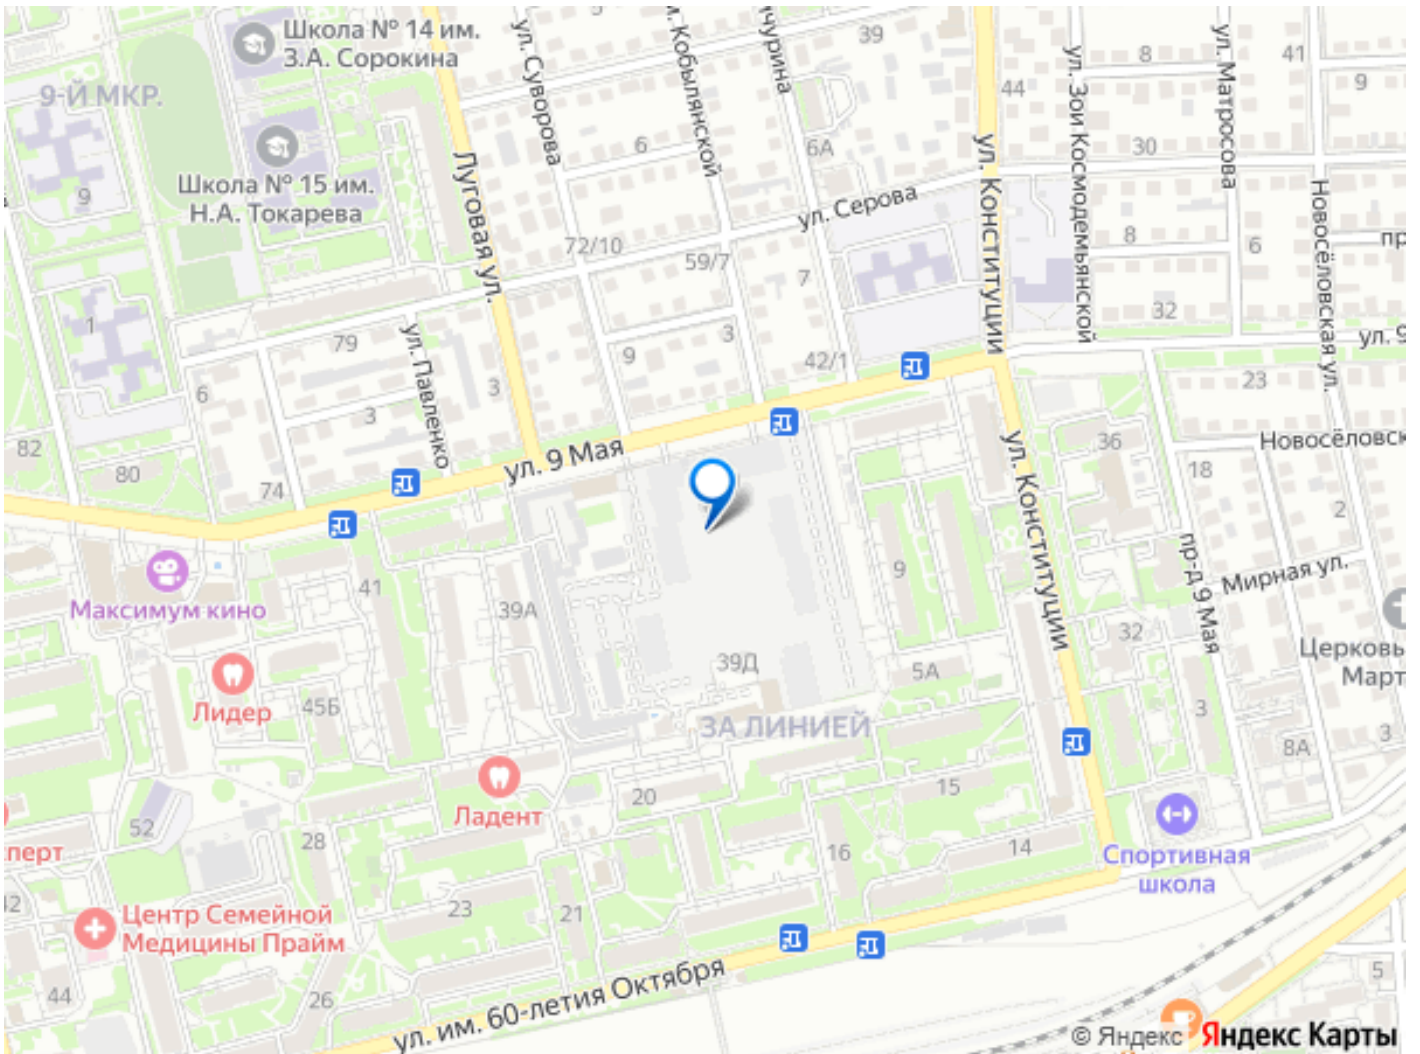 Школа № 14 им.
З.А. Сорокина
9-Й МКР.
Школа № 15 им.
Н.А. Токарева
9
ул. Суворова
5
м. Кобылянской
чурина
39
44
ул. Зои Космодемьянской
8
ул. Матросова
41
9
6
6А
30
ул. Конституции
Луговая ул.
ул. Серова
72/10
59/7
7
8
6
Новосёловская ул.
пр
1
79
ул. Павленко
3
9
3
42/1
32
ул. 9
6
3
23
82
80
74
ул. 9 Мая
ул. Конституции
36
18
Новосёловск
2
Максимум кино
41
39А
9
пр-д 9 Мая
Мирная ул.
Лидер
45Б
39Д
5А
32
Церковь
Март
ЗА ЛИНИЕЙ
3
8А
3
Ладент
20
15
52
28
16
14
Спортивная
школа
перт
42
Центр Семейной
Медицины Прайм
23
21
44
26
ул. им. 60-летия Октября
5
© Яндекс Яндекс Карты